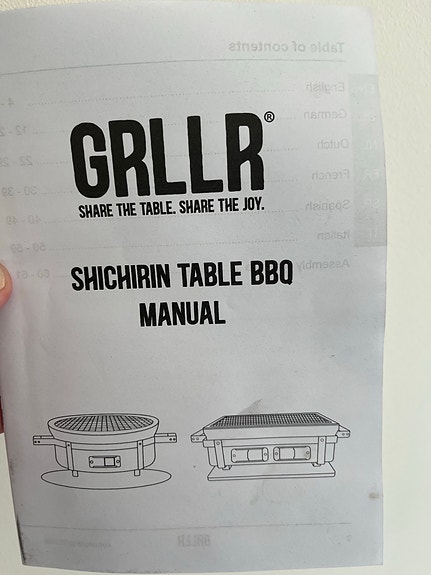 GRLLR®
SHARE THE TABLE. SHARE THE JOY.
SHICHIRIN TABLE BBQ
MANUAL